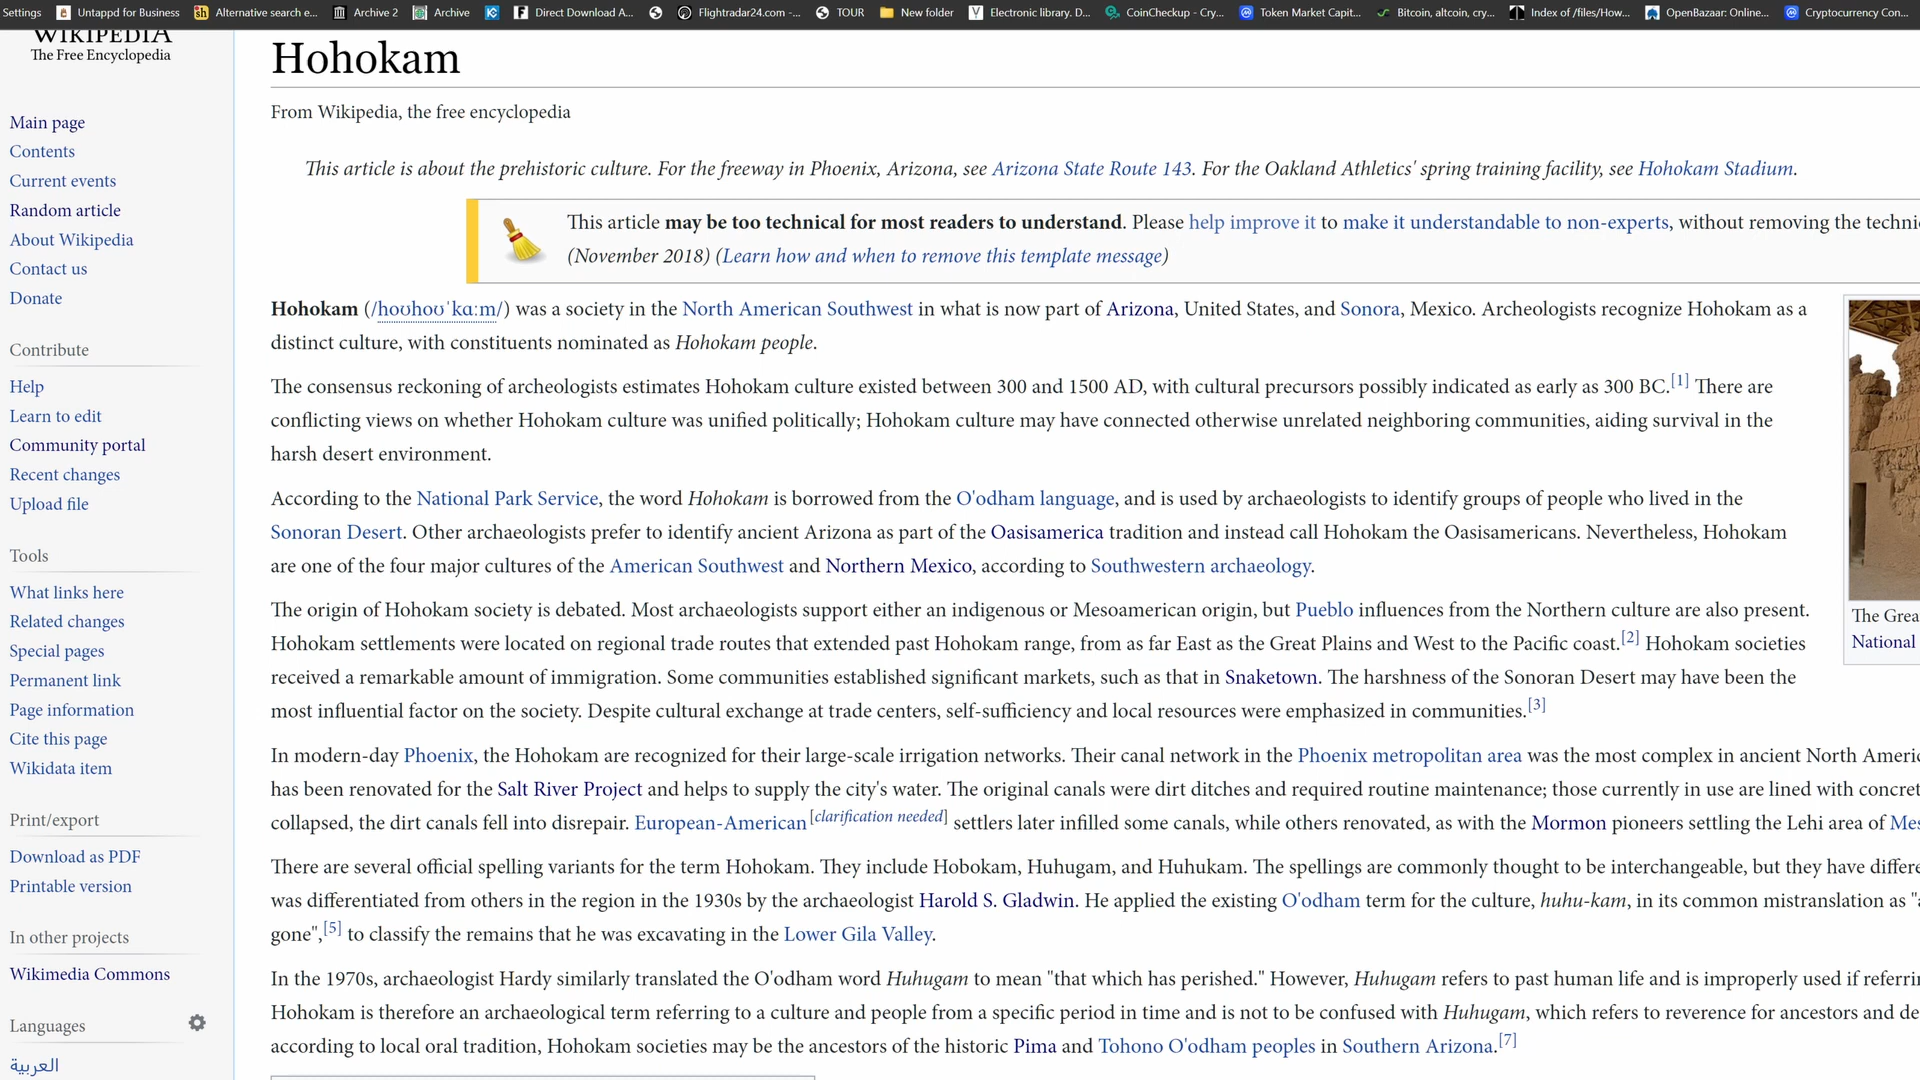 Settings Untappd for Business Alternative search e... Archive 2 Archive Direct Download A... Flightradar24.com -... TOUR New folder Electronic library. D... CoinCheckup - Cry... Token Market Capit... Bitcoin, altcoin, cry... Index of /files/How... OpenBazaar: Online... Cryptocurrency Con...
WIKIPEDIA
The Free Encyclopedia
Main page
Contents
Current events
Random article
About Wikipedia
Contact us
Donate
Contribute
Help
Learn to edit
Community portal
Recent changes
Upload file
Tools
What links here
Related changes
Special pages
Permanent link
Page information
Cite this page
Wikidata item
Print/export
Download as PDF
Printable version
In other projects
Wikimedia Commons
Languages
العربية
Hohokam
From Wikipedia, the free encyclopedia
This article is about the prehistoric culture. For the freeway in Phoenix, Arizona, see Arizona State Route 143. For the Oakland Athletics' spring training facility, see Hohokam Stadium.
This article may be too technical for most readers to understand. Please help improve it to make it understandable to non-experts, without removing the techni
(November 2018) (Learn how and when to remove this template message)
Hohokam (/hoʊhoʊˈkɑːm/) was a society in the North American Southwest in what is now part of Arizona, United States, and Sonora, Mexico. Archeologists recognize Hohokam as a
distinct culture, with constituents nominated as Hohokam people.
The consensus reckoning of archeologists estimates Hohokam culture existed between 300 and 1500 AD, with cultural precursors possibly indicated as early as 300 BC.[1] There are
conflicting views on whether Hohokam culture was unified politically; Hohokam culture may have connected otherwise unrelated neighboring communities, aiding survival in the
harsh desert environment.
According to the National Park Service, the word Hohokam is borrowed from the O'odham language, and is used by archaeologists to identify groups of people who lived in the
Sonoran Desert. Other archaeologists prefer to identify ancient Arizona as part of the Oasisamerica tradition and instead call Hohokam the Oasisamericans. Nevertheless, Hohokam
are one of the four major cultures of the American Southwest and Northern Mexico, according to Southwestern archaeology.
The origin of Hohokam society is debated. Most archaeologists support either an indigenous or Mesoamerican origin, but Pueblo influences from the Northern culture are also present.
Hohokam settlements were located on regional trade routes that extended past Hohokam range, from as far East as the Great Plains and West to the Pacific coast.[2] Hohokam societies
received a remarkable amount of immigration. Some communities established significant markets, such as that in Snaketown. The harshness of the Sonoran Desert may have been the
most influential factor on the society. Despite cultural exchange at trade centers, self-sufficiency and local resources were emphasized in communities.[3]
In modern-day Phoenix, the Hohokam are recognized for their large-scale irrigation networks. Their canal network in the Phoenix metropolitan area was the most complex in ancient North Americ
has been renovated for the Salt River Project and helps to supply the city's water. The original canals were dirt ditches and required routine maintenance; those currently in use are lined with concret
collapsed, the dirt canals fell into disrepair. European-American[clarification needed] settlers later infilled some canals, while others renovated, as with the Mormon pioneers settling the Lehi area of Mes
There are several official spelling variants for the term Hohokam. They include Hobokam, Huhugam, and Huhukam. The spellings are commonly thought to be interchangeable, but they have differe
was differentiated from others in the region in the 1930s by the archaeologist Harold S. Gladwin. He applied the existing O'odham term for the culture, huhu-kam, in its common mistranslation as "a
gone",[5] to classify the remains that he was excavating in the Lower Gila Valley.
In the 1970s, archaeologist Hardy similarly translated the O'odham word Huhugam to mean "that which has perished." However, Huhugam refers to past human life and is improperly used if referrin
Hohokam is therefore an archaeological term referring to a culture and people from a specific period in time and is not to be confused with Huhugam, which refers to reverence for ancestors and de
according to local oral tradition, Hohokam societies may be the ancestors of the historic Pima and Tohono O'odham peoples in Southern Arizona.[7]
The Grea
National